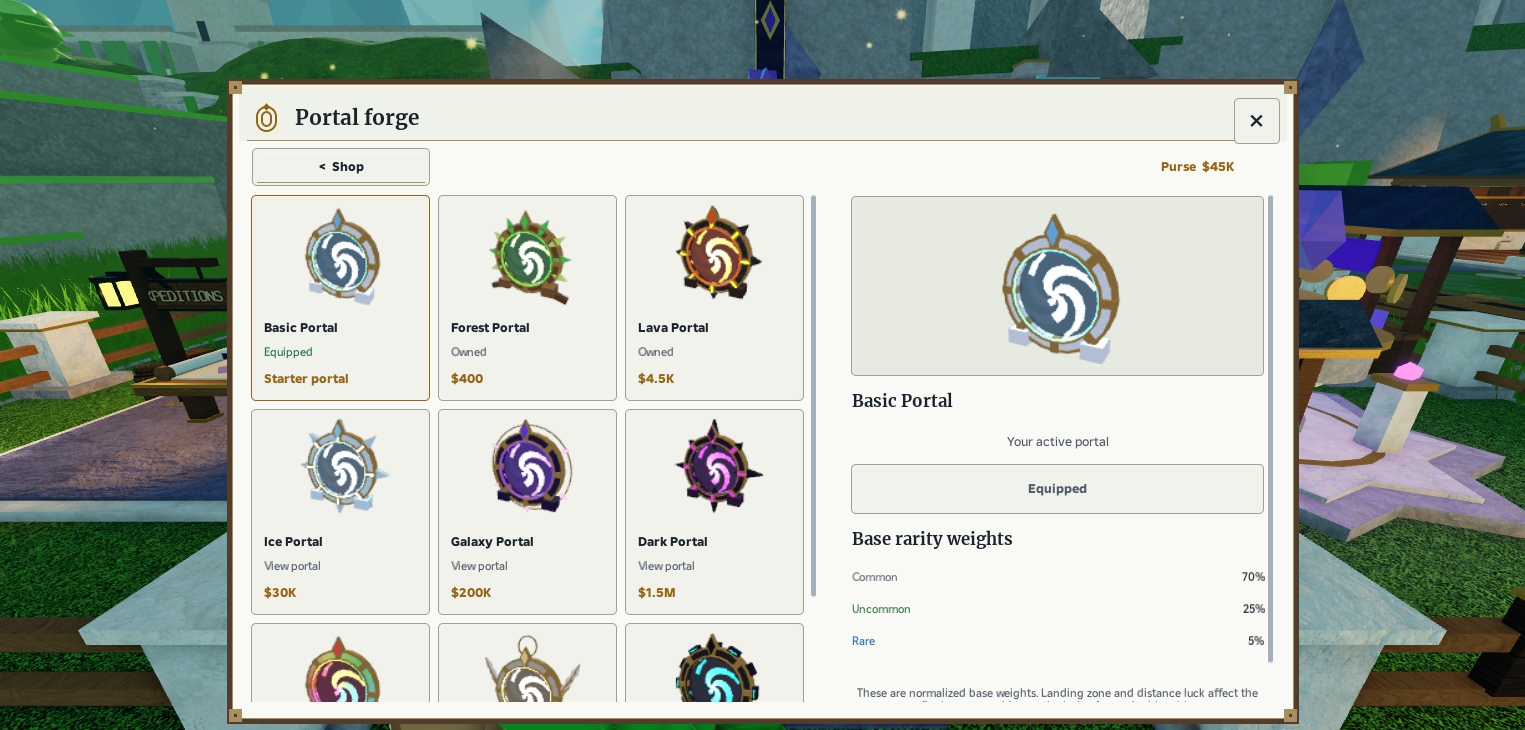 Portal forge
×
< Shop
Purse $45K
Basic Portal
Equipped
Starter portal
Forest Portal
Owned
$400
Lava Portal
Owned
$4.5K
Ice Portal
View portal
$30K
Galaxy Portal
View portal
$200K
Dark Portal
View portal
$1.5M
Basic Portal
Your active portal
Equipped
Base rarity weights
Common 70%
Uncommon 25%
Rare 5%
These are normalized base weights. Landing zone and distance luck affect the
PEDITIONS